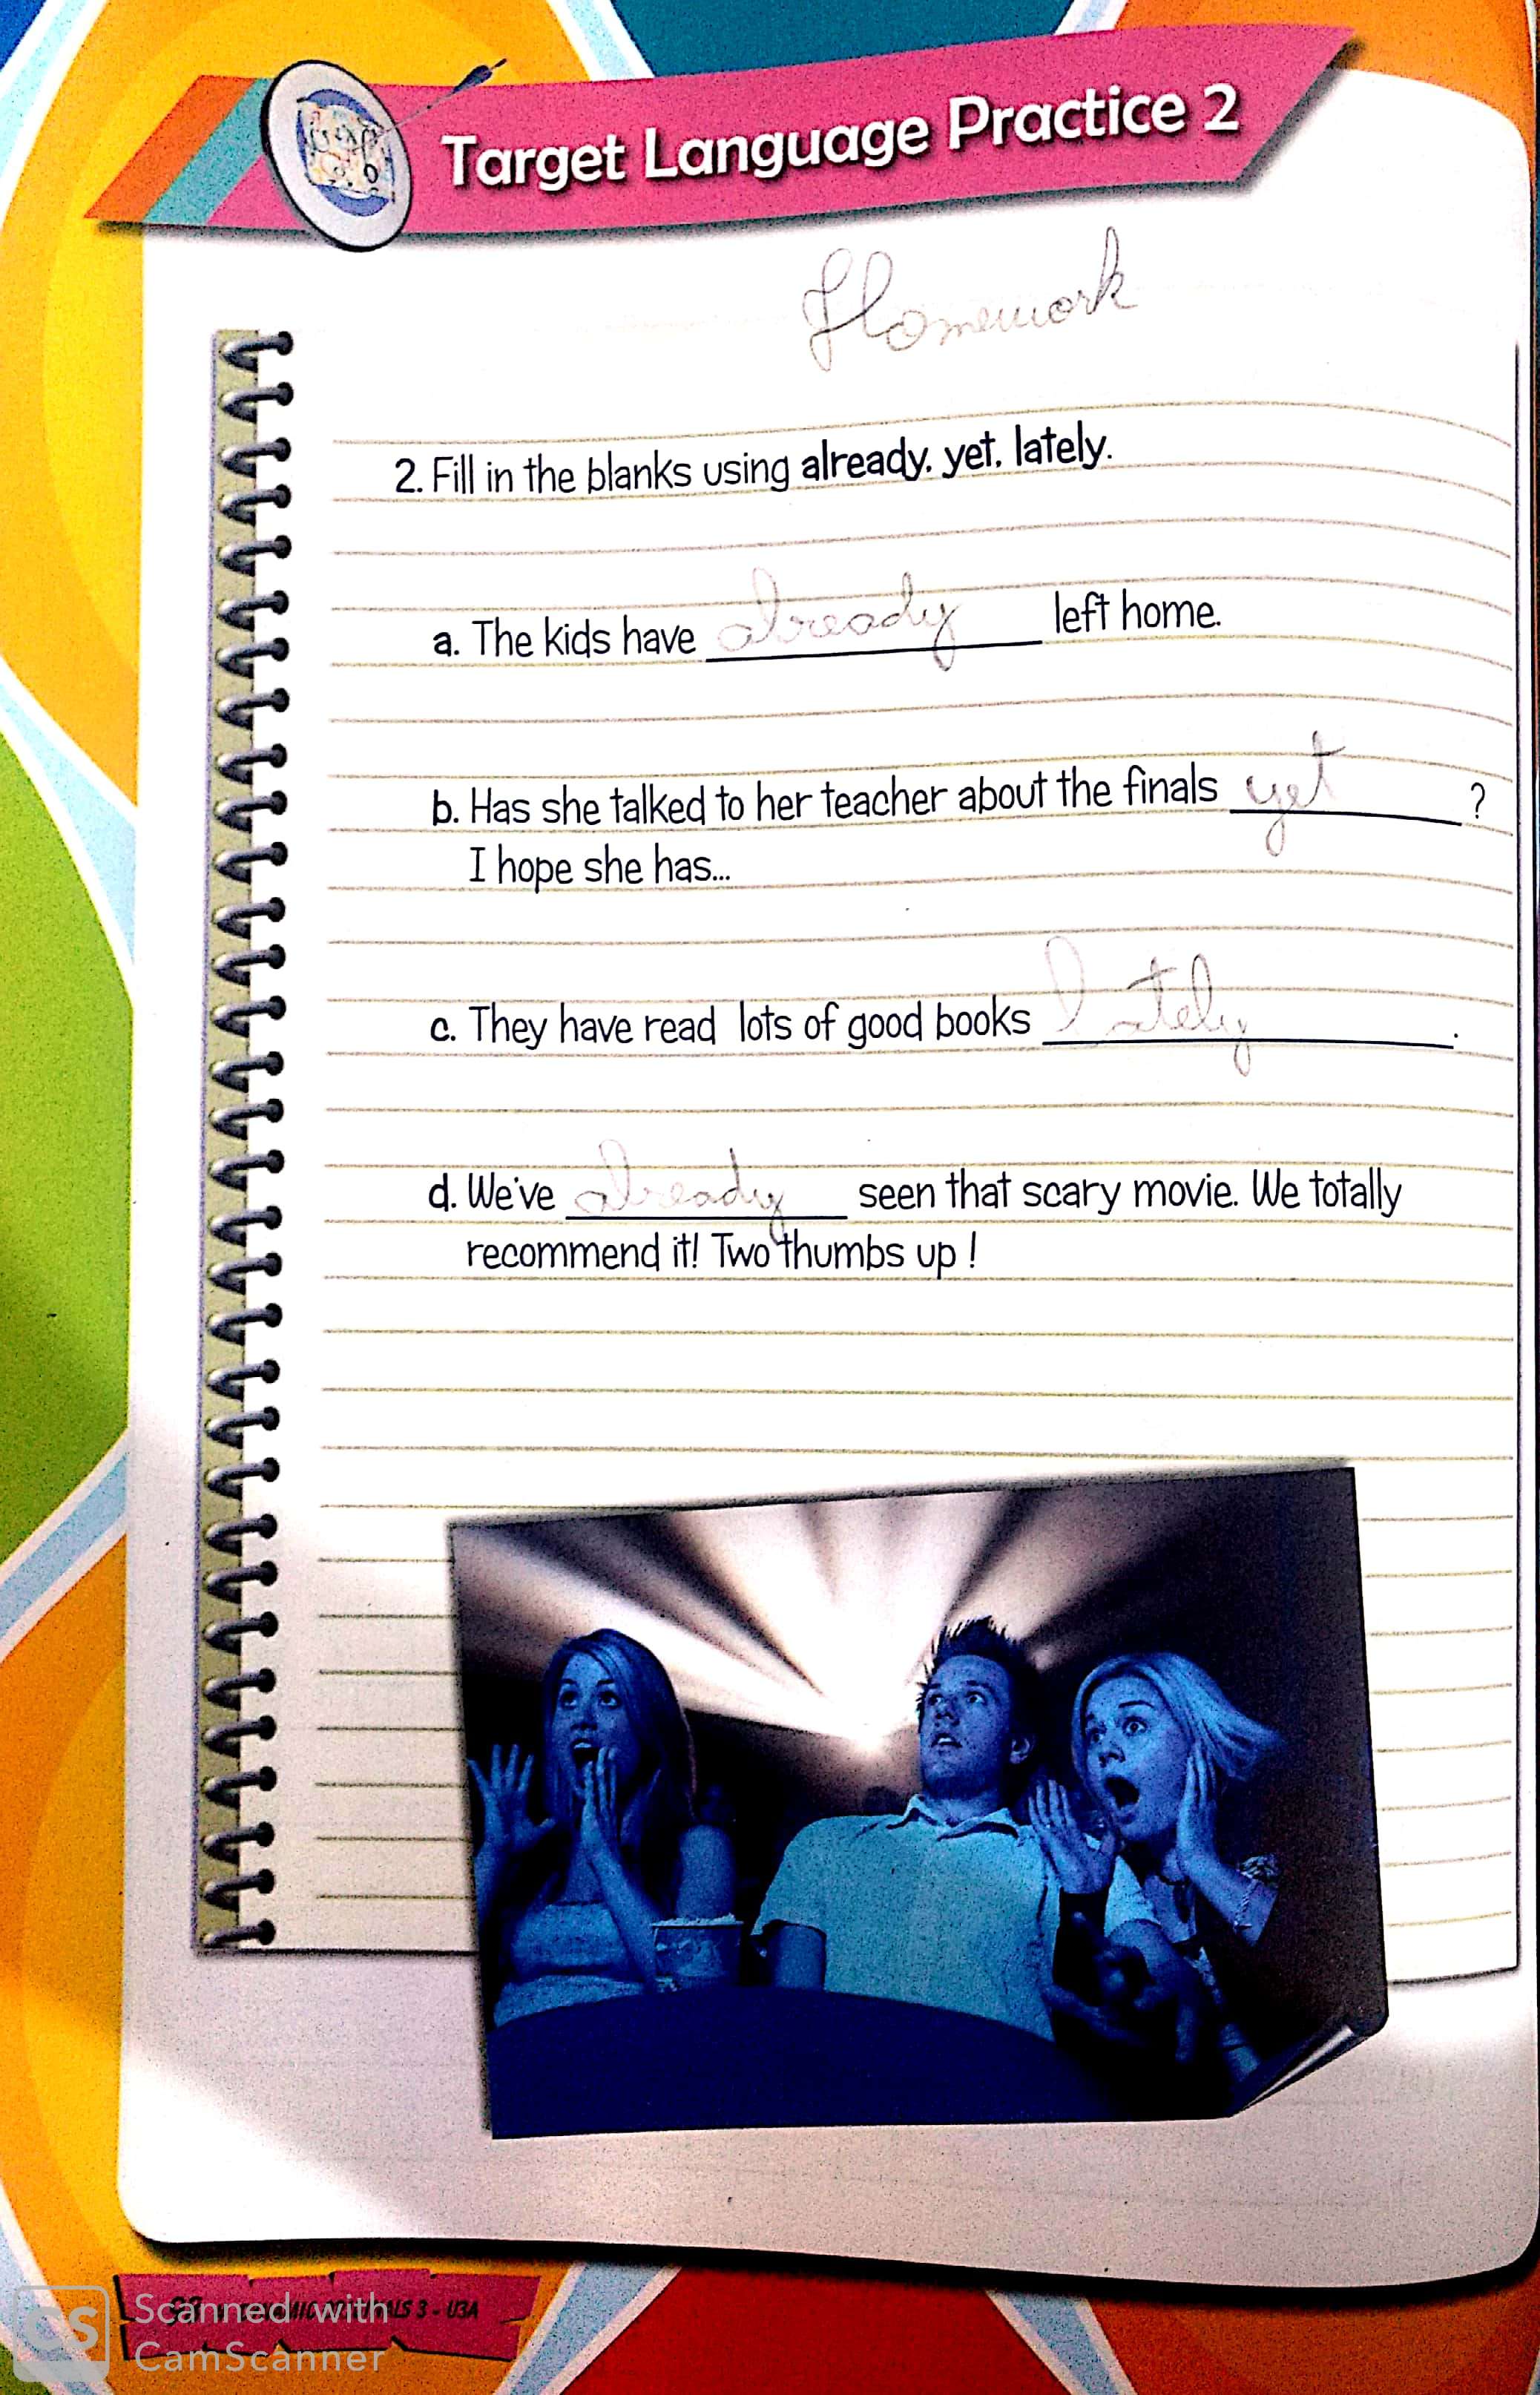 Target Language Practice 2
Homework
2. Fill in the blanks using already, yet, lately.
a. The kids have already left home.
b. Has she talked to her teacher about the finals yet ?
I hope she has...
c. They have read lots of good books lately .
d. We've already seen that scary movie. We totally
recommend it! Two thumbs up !
ALS 3 - U3A
CS Scanned with
CamScanner